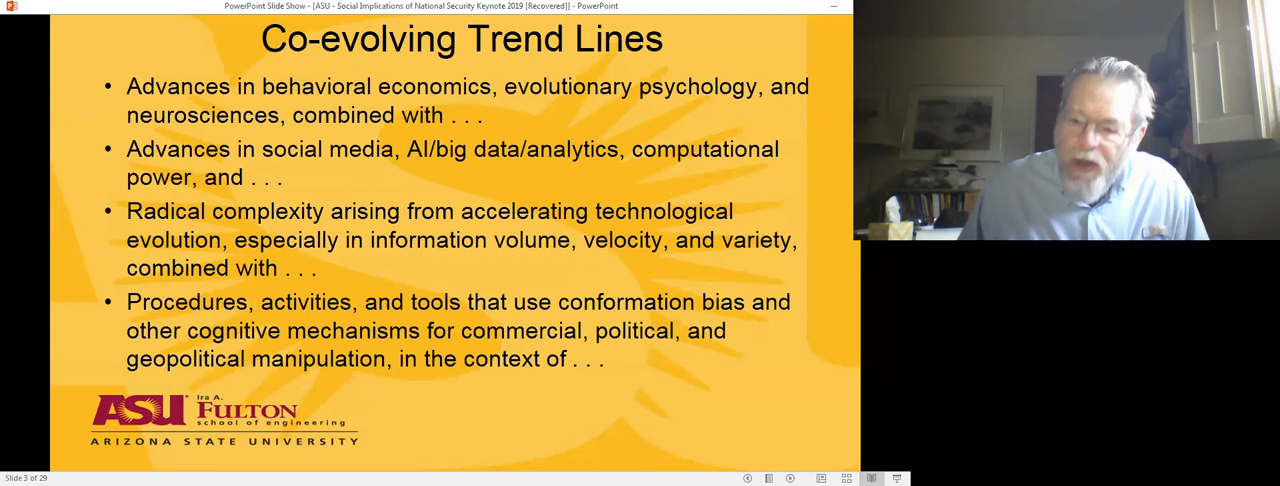 PowerPoint Slide Show - [ASU - Social Implications of National Security Keynote 2019 [Recovered]] - PowerPoint
Co-evolving Trend Lines
• Advances in behavioral economics, evolutionary psychology, and
neurosciences, combined with . . .
• Advances in social media, AI/big data/analytics, computational
power, and . . .
• Radical complexity arising from accelerating technological
evolution, especially in information volume, velocity, and variety,
combined with . . .
• Procedures, activities, and tools that use conformation bias and
other cognitive mechanisms for commercial, political, and
geopolitical manipulation, in the context of . . .
ASU
Ira A.
FULTON
school of engineering
ARIZONA STATE UNIVERSITY
Slide 3 of 29